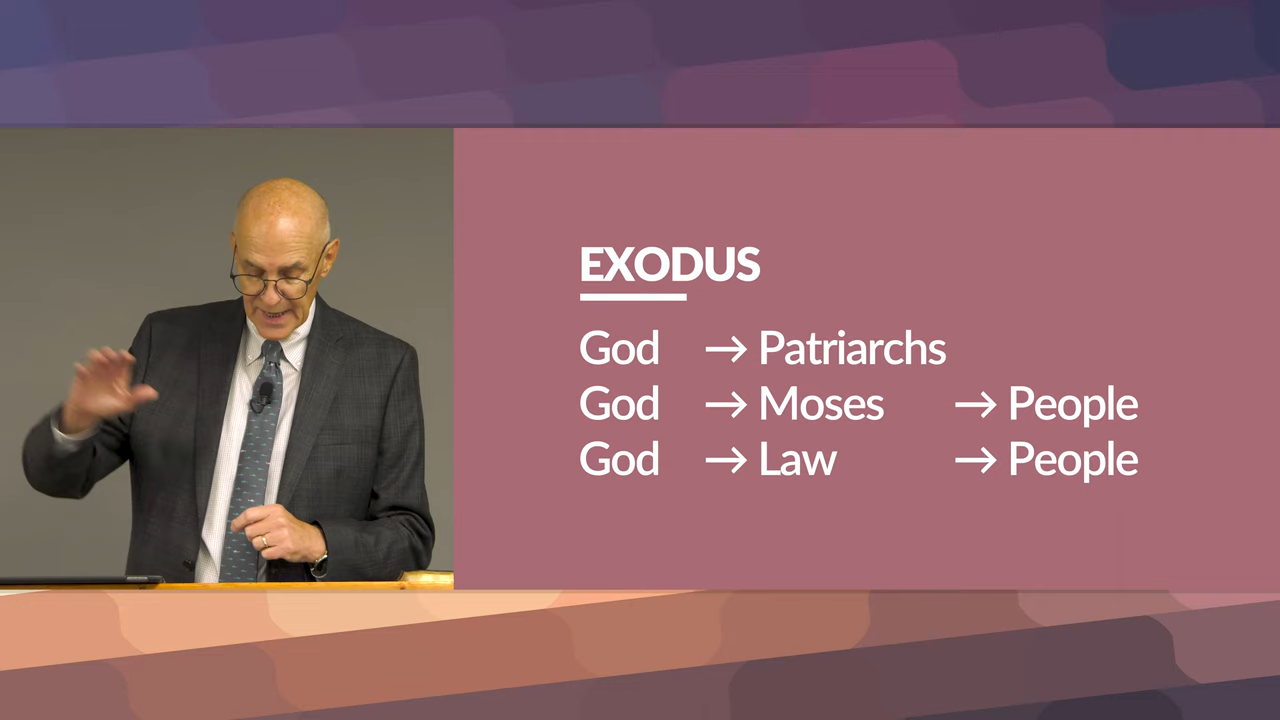 EXODUS
God → Patriarchs
God → Moses → People
God → Law → People